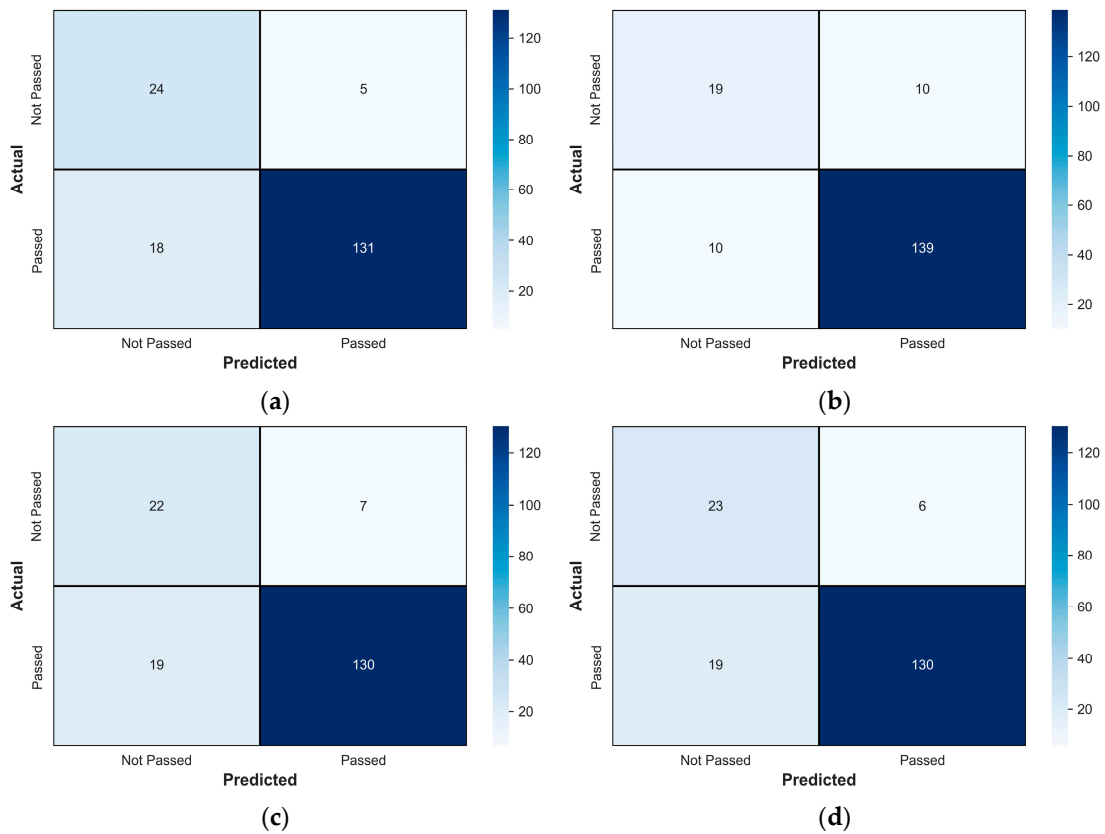 Not Passed
Passed
Actual
24
5
18
131
Not Passed
Passed
Predicted
120
100
80
60
40
20
(a)
Not Passed
Passed
Actual
19
10
10
139
Not Passed
Passed
Predicted
120
100
80
60
40
20
(b)
Not Passed
Passed
Actual
22
7
19
130
Not Passed
Passed
Predicted
120
100
80
60
40
20
(c)
Not Passed
Passed
Actual
23
6
19
130
Not Passed
Passed
Predicted
120
100
80
60
40
20
(d)